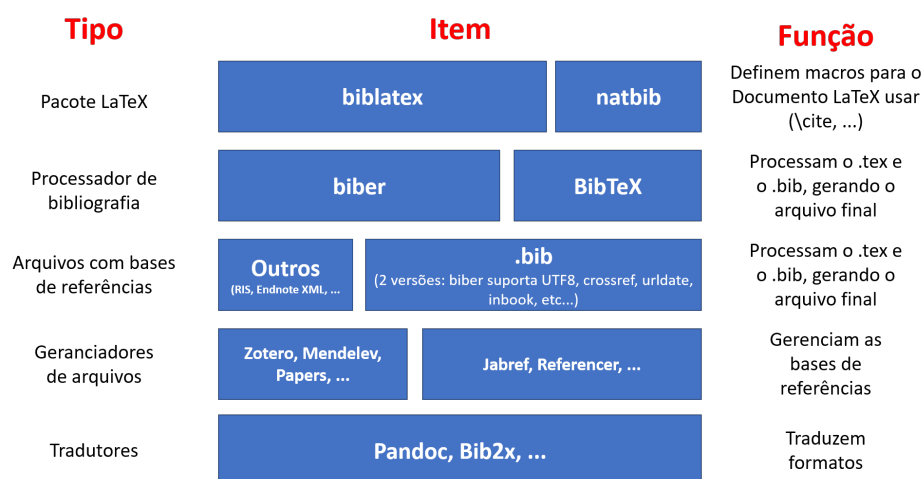 Tipo
Item
Função
Pacote LaTeX
biblatex
natbib
Definem macros para o
Documento LaTeX usar
(\cite, ...)
Processador de
bibliografia
biber
BibTeX
Processam o .tex e
o .bib, gerando o
arquivo final
Arquivos com bases
de referências
Outros
(RIS, Endnote XML, ...
.bib
(2 versões: biber suporta UTF8, crossref, urldate,
inbook, etc...)
Processam o .tex e
o .bib, gerando o
arquivo final
Geranciadores
de arquivos
Zotero, Mendelev,
Papers, ...
Jabref, Referencer, ...
Gerenciam as
bases de
referências
Tradutores
Pandoc, Bib2x, ...
Traduzem
formatos